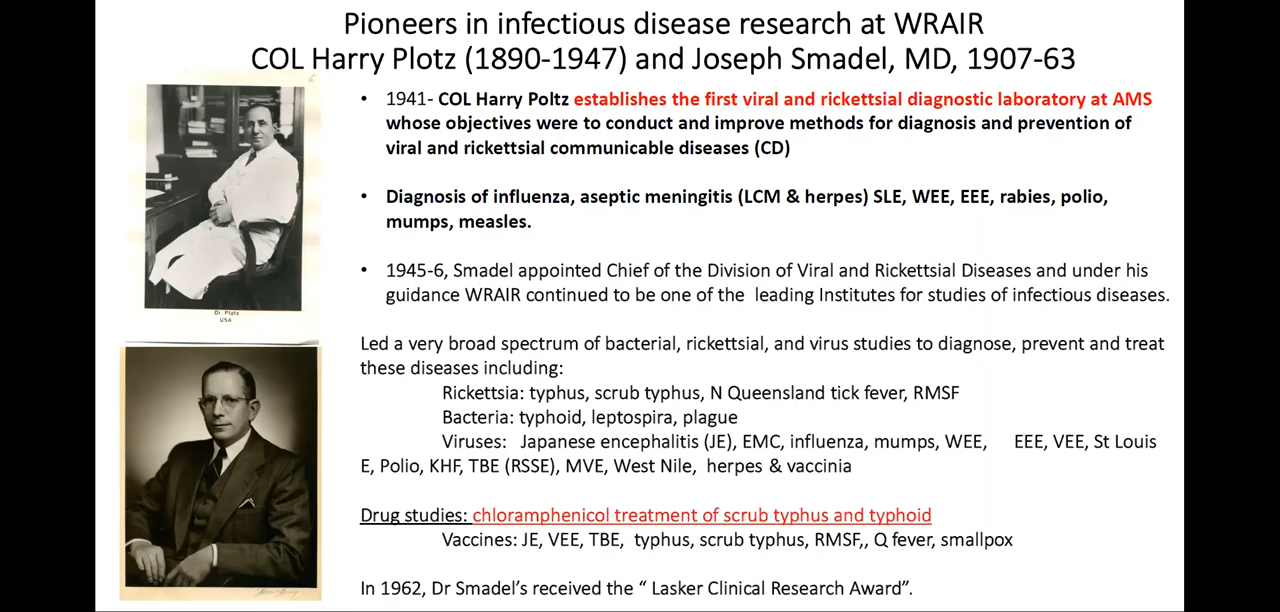 Pioneers in infectious disease research at WRAIR
COL Harry Plotz (1890-1947) and Joseph Smadel, MD, 1907-63
• 1941- COL Harry Poltz establishes the first viral and rickettsial diagnostic laboratory at AMS
whose objectives were to conduct and improve methods for diagnosis and prevention of
viral and rickettsial communicable diseases (CD)
• Diagnosis of influenza, aseptic meningitis (LCM & herpes) SLE, WEE, EEE, rabies, polio,
mumps, measles.
• 1945-6, Smadel appointed Chief of the Division of Viral and Rickettsial Diseases and under his
guidance WRAIR continued to be one of the leading Institutes for studies of infectious diseases.
Led a very broad spectrum of bacterial, rickettsial, and virus studies to diagnose, prevent and treat
these diseases including:
Rickettsia: typhus, scrub typhus, N Queensland tick fever, RMSF
Bacteria: typhoid, leptospira, plague
Viruses: Japanese encephalitis (JE), EMC, influenza, mumps, WEE, EEE, VEE, St Louis
E, Polio, KHF, TBE (RSSE), MVE, West Nile, herpes & vaccinia
Drug studies: chloramphenicol treatment of scrub typhus and typhoid
Vaccines: JE, VEE, TBE, typhus, scrub typhus, RMSF,, Q fever, smallpox
In 1962, Dr Smadel's received the " Lasker Clinical Research Award".
Dr. Plotz
USA